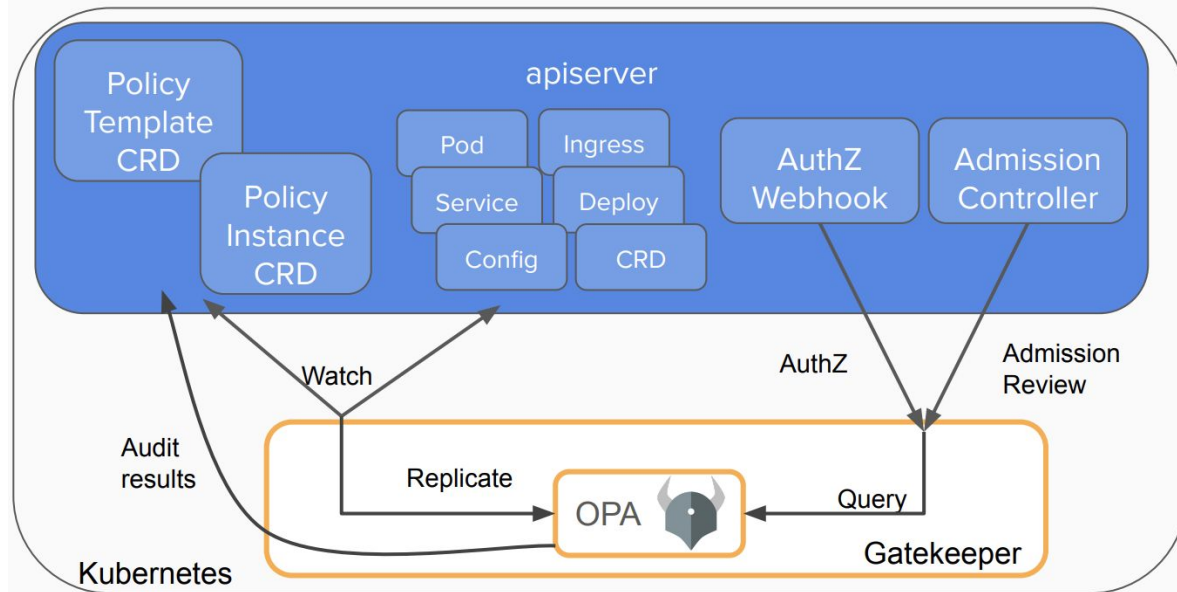 apiserver
Policy
Template
CRD
Policy
Instance
CRD
Pod
Ingress
Service
Deploy
Config
CRD
AuthZ
Webhook
Admission
Controller
Watch
AuthZ
Admission
Review
Audit
results
Replicate
OPA
Query
Gatekeeper
Kubernetes